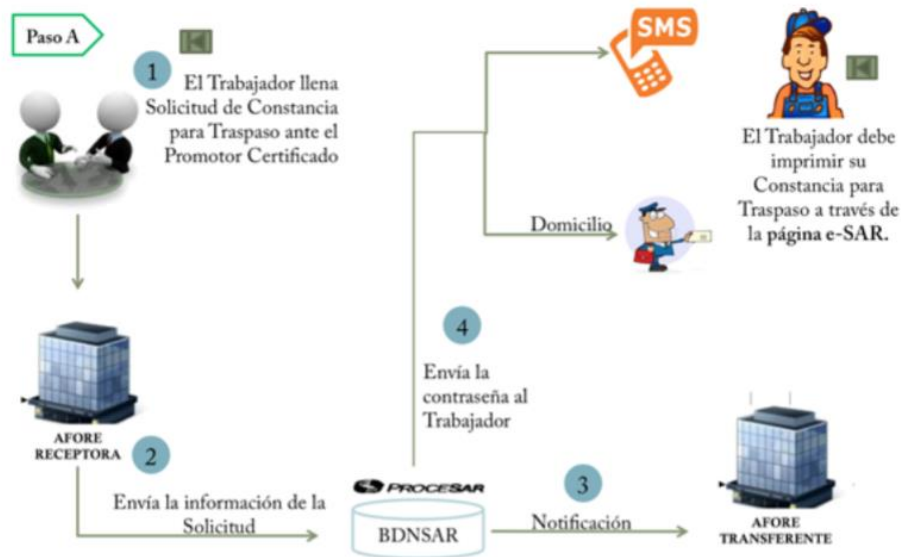 Paso A
1
El Trabajador llena
Solicitud de Constancia
para Traspaso ante el
Promotor Certificado
SMS
El Trabajador debe
imprimir su
Constancia para
Traspaso a través de
la página e-SAR.
Domicilio
4
Envía la
contraseña al
Trabajador
AFORE
RECEPTORA
2
Envía la información de la
Solicitud
PROCESAR
BDNSAR
3
Notificación
AFORE
TRANSFERENTE